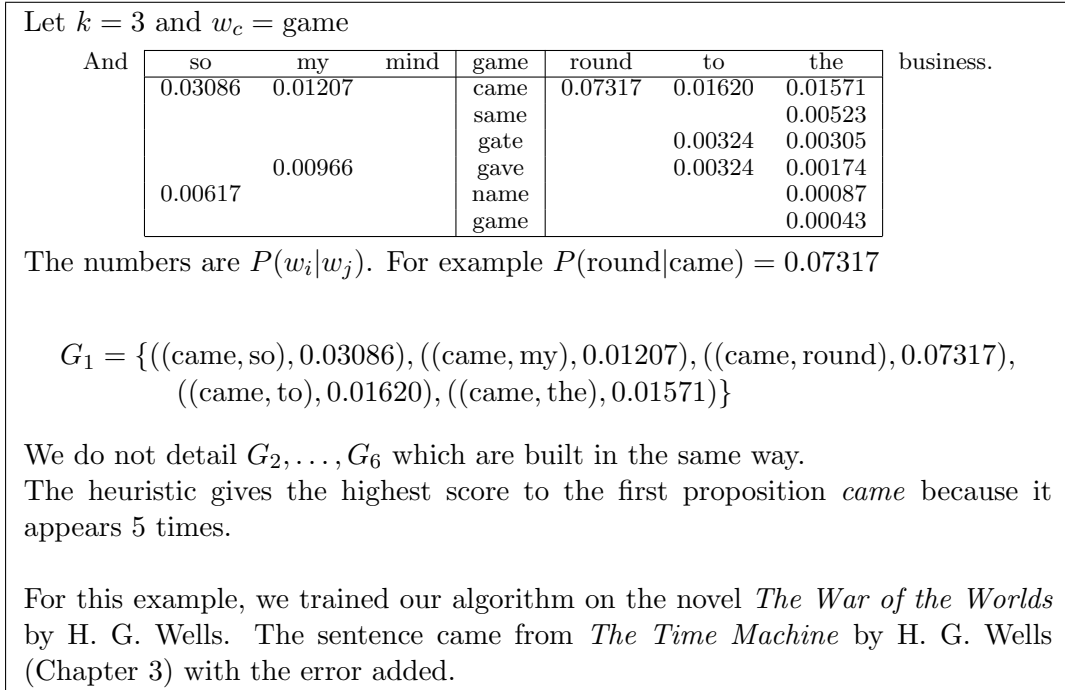 Let k = 3 and w_c = game
And so my mind game round to the business.
0.03086 0.01207 came 0.07317 0.01620 0.01571
same 0.00523
gate 0.00324 0.00305
0.00966 gave 0.00324 0.00174
0.00617 name 0.00087
game 0.00043
The numbers are P(w_i|w_j). For example P(round|came) = 0.07317
G_1 = {((came, so), 0.03086), ((came, my), 0.01207), ((came, round), 0.07317),
((came, to), 0.01620), ((came, the), 0.01571)}
We do not detail G_2, . . . , G_6 which are built in the same way.
The heuristic gives the highest score to the first proposition came because it
appears 5 times.
For this example, we trained our algorithm on the novel The War of the Worlds
by H. G. Wells. The sentence came from The Time Machine by H. G. Wells
(Chapter 3) with the error added.